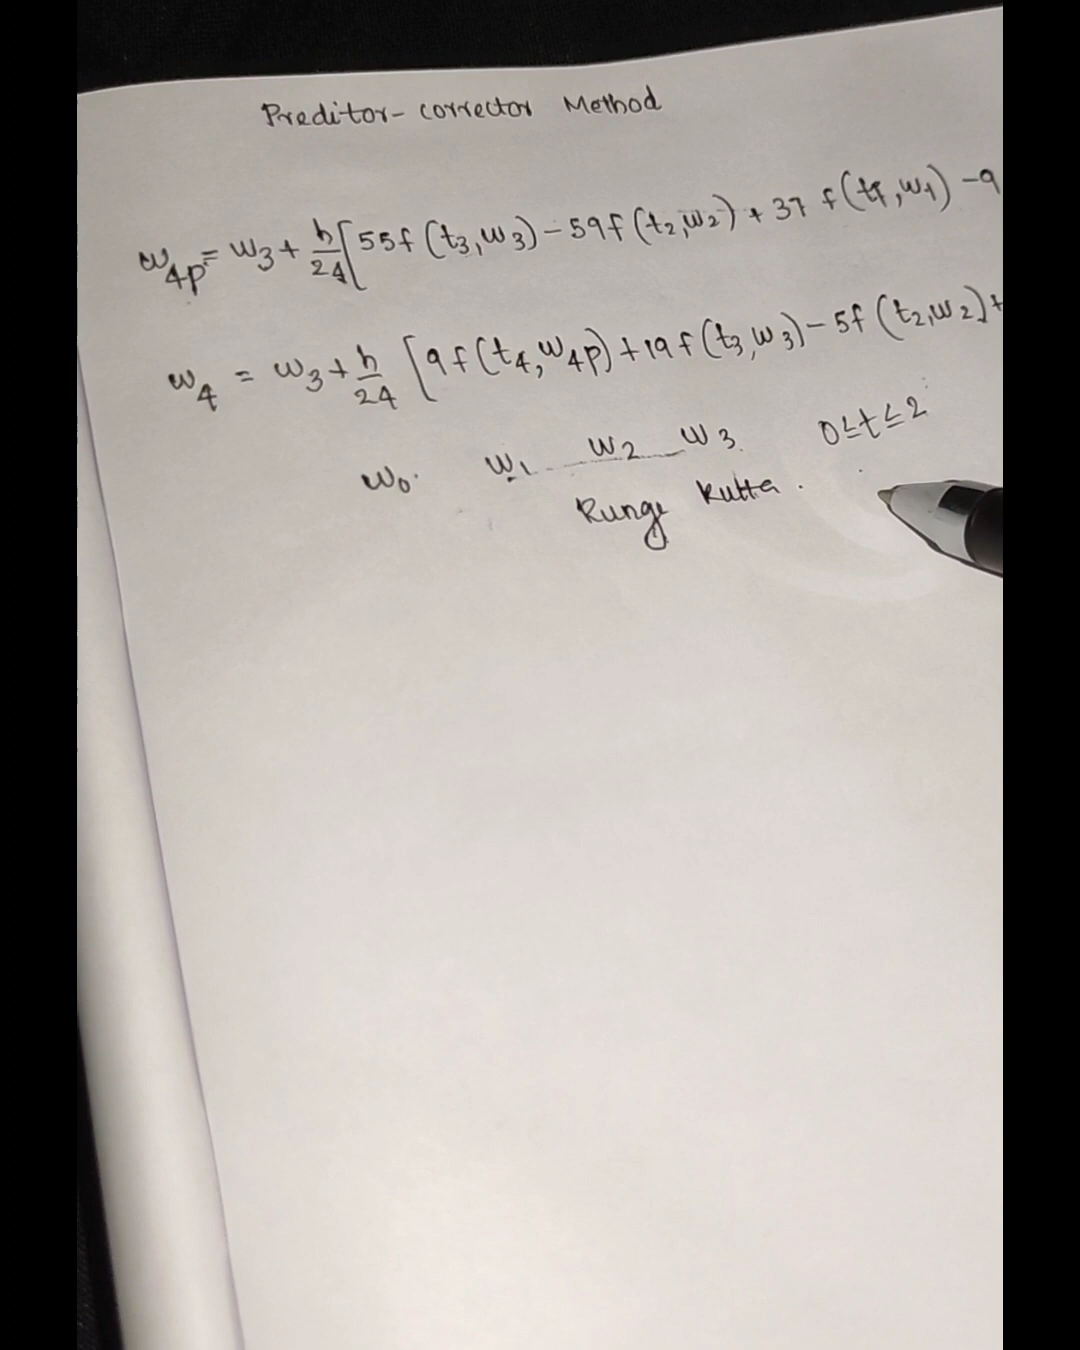 Preditor- corrector Method
w4p = w3 + h/24 [55f (t3,w3) - 59f (t2,w2) + 37 f(t1,w1) -9
w4 = w3 + h/24 [9f(t4,w4p) + 19f(t3,w3) - 5f (t2,w2)+
w0 w1 w2 w3 0≤t≤2
Runge Kutta.